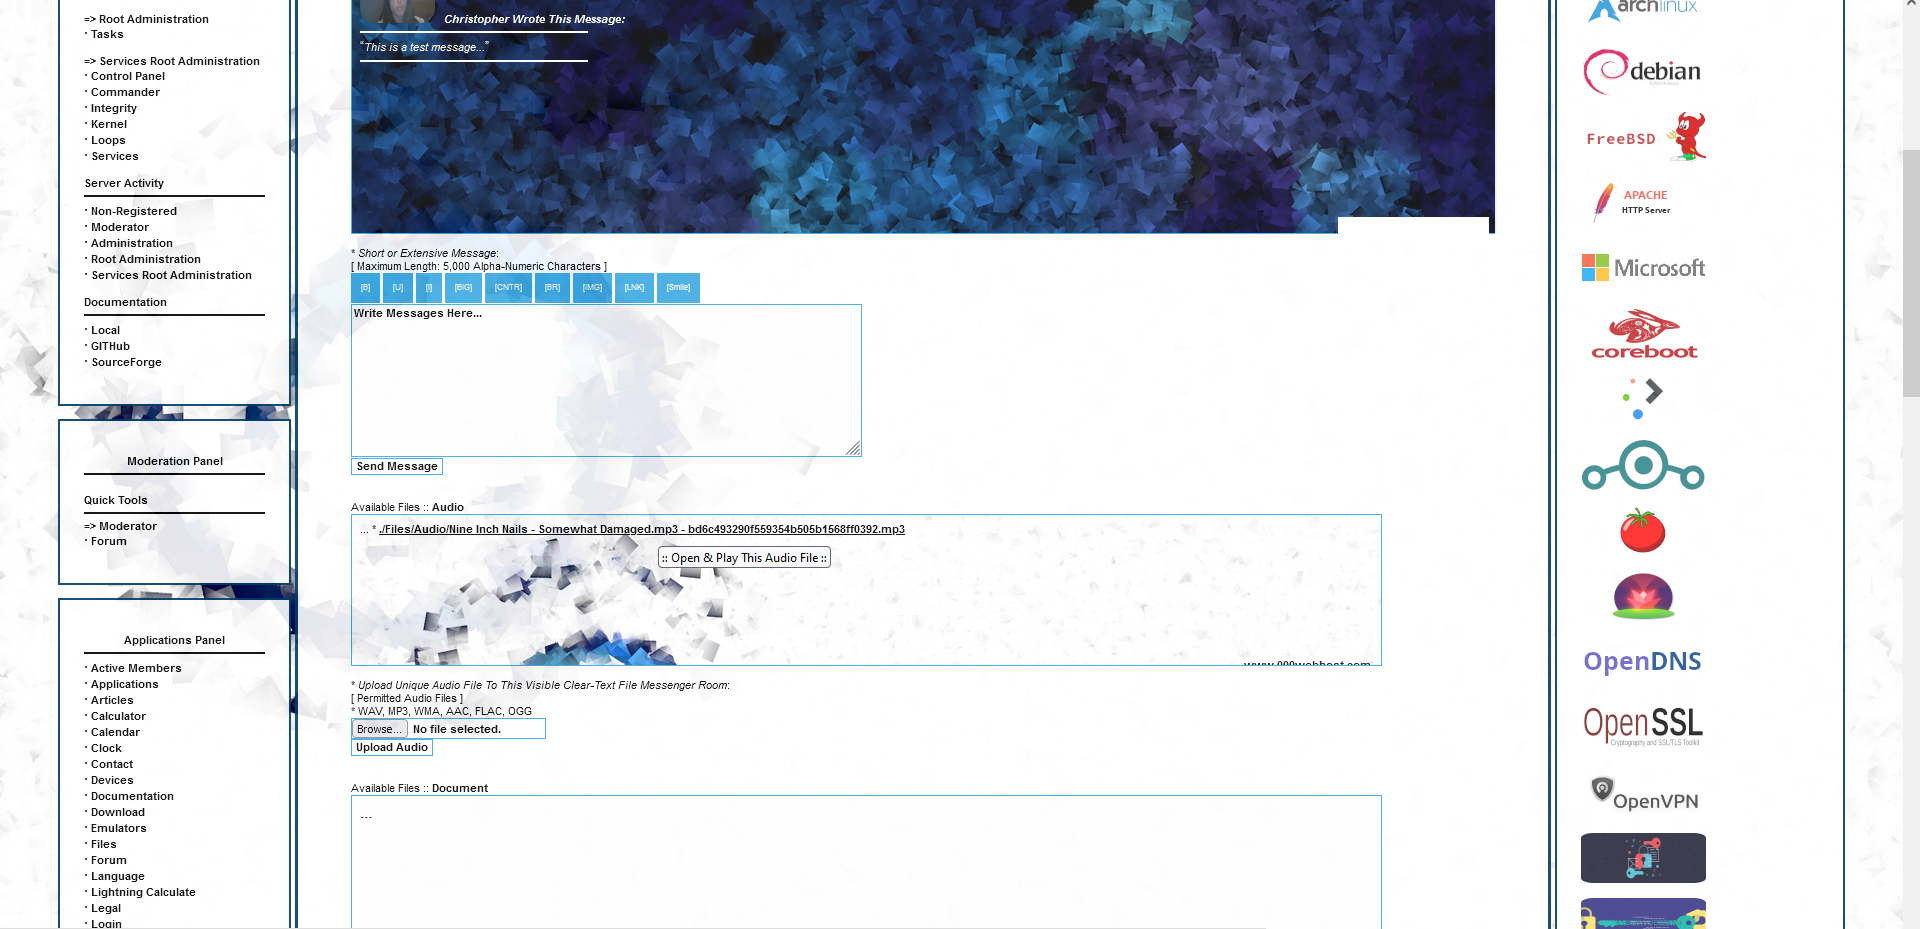 => Root Administration
· Tasks
=> Services Root Administration
· Control Panel
· Commander
· Integrity
· Kernel
· Loops
· Services
Server Activity
· Non-Registered
· Moderator
· Administration
· Root Administration
· Services Root Administration
Documentation
· Local
· GITHub
· SourceForge
Moderation Panel
Quick Tools
=> Moderator
· Forum
Applications Panel
· Active Members
· Applications
· Articles
· Calculator
· Calendar
· Clock
· Contact
· Devices
· Documentation
· Download
· Emulators
· Files
· Forum
· Language
· Lightning Calculate
· Legal
· Login
Christopher Wrote This Message:
"This is a test message..."
* Short or Extensive Message:
[ Maximum Length: 5,000 Alpha-Numeric Characters ]
[B] [U] [I] [BIG] [CNTR] [BR] [IMG] [LNK] [Smile]
Write Messages Here...
Send Message
Available Files :: Audio
... * ./Files/Audio/Nine Inch Nails - Somewhat Damaged.mp3 - bd6c493290f559354b505b1568ff0392.mp3
:: Open & Play This Audio File ::
www.000webhost.com
* Upload Unique Audio File To This Visible Clear-Text File Messenger Room:
[ Permitted Audio Files ]
* WAV, MP3, WMA, AAC, FLAC, OGG
Browse... No file selected.
Upload Audio
Available Files :: Document
...
archlinux
debian
FreeBSD
APACHE
HTTP Server
Microsoft
coreboot
OpenDNS
OpenSSL
Cryptography and SSL/TLS Toolkit
OpenVPN